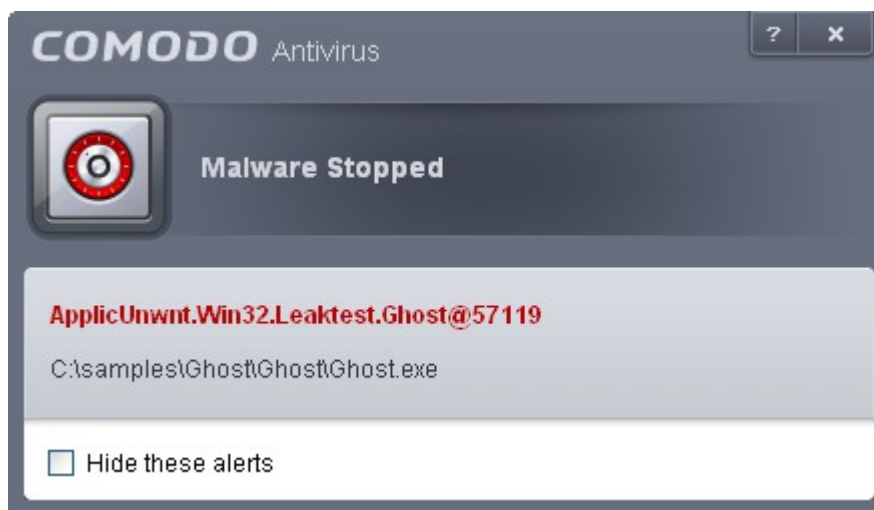 COMODO Antivirus
? x
Malware Stopped
ApplicUnwnt.Win32.Leaktest.Ghost@57119
C:\samples\Ghost\Ghost\Ghost.exe
Hide these alerts